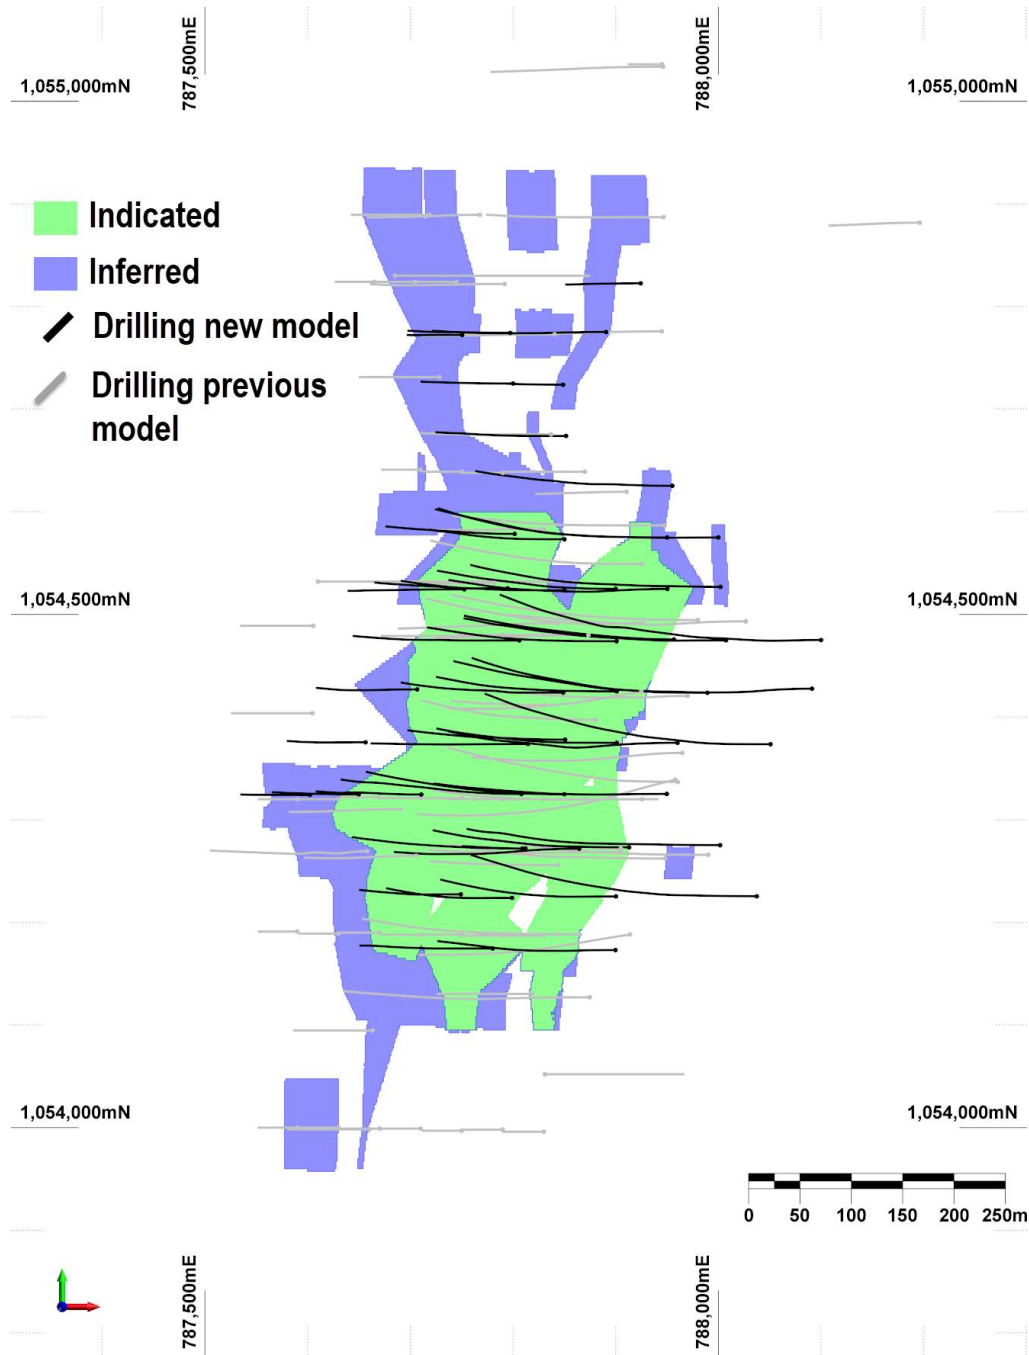 787,500mE
788,000mE
1,055,000mN
1,055,000mN
Indicated
Inferred
Drilling new model
Drilling previous
model
1,054,500mN
1,054,500mN
1,054,000mN
1,054,000mN
0 50 100 150 200 250m
787,500mE
788,000mE